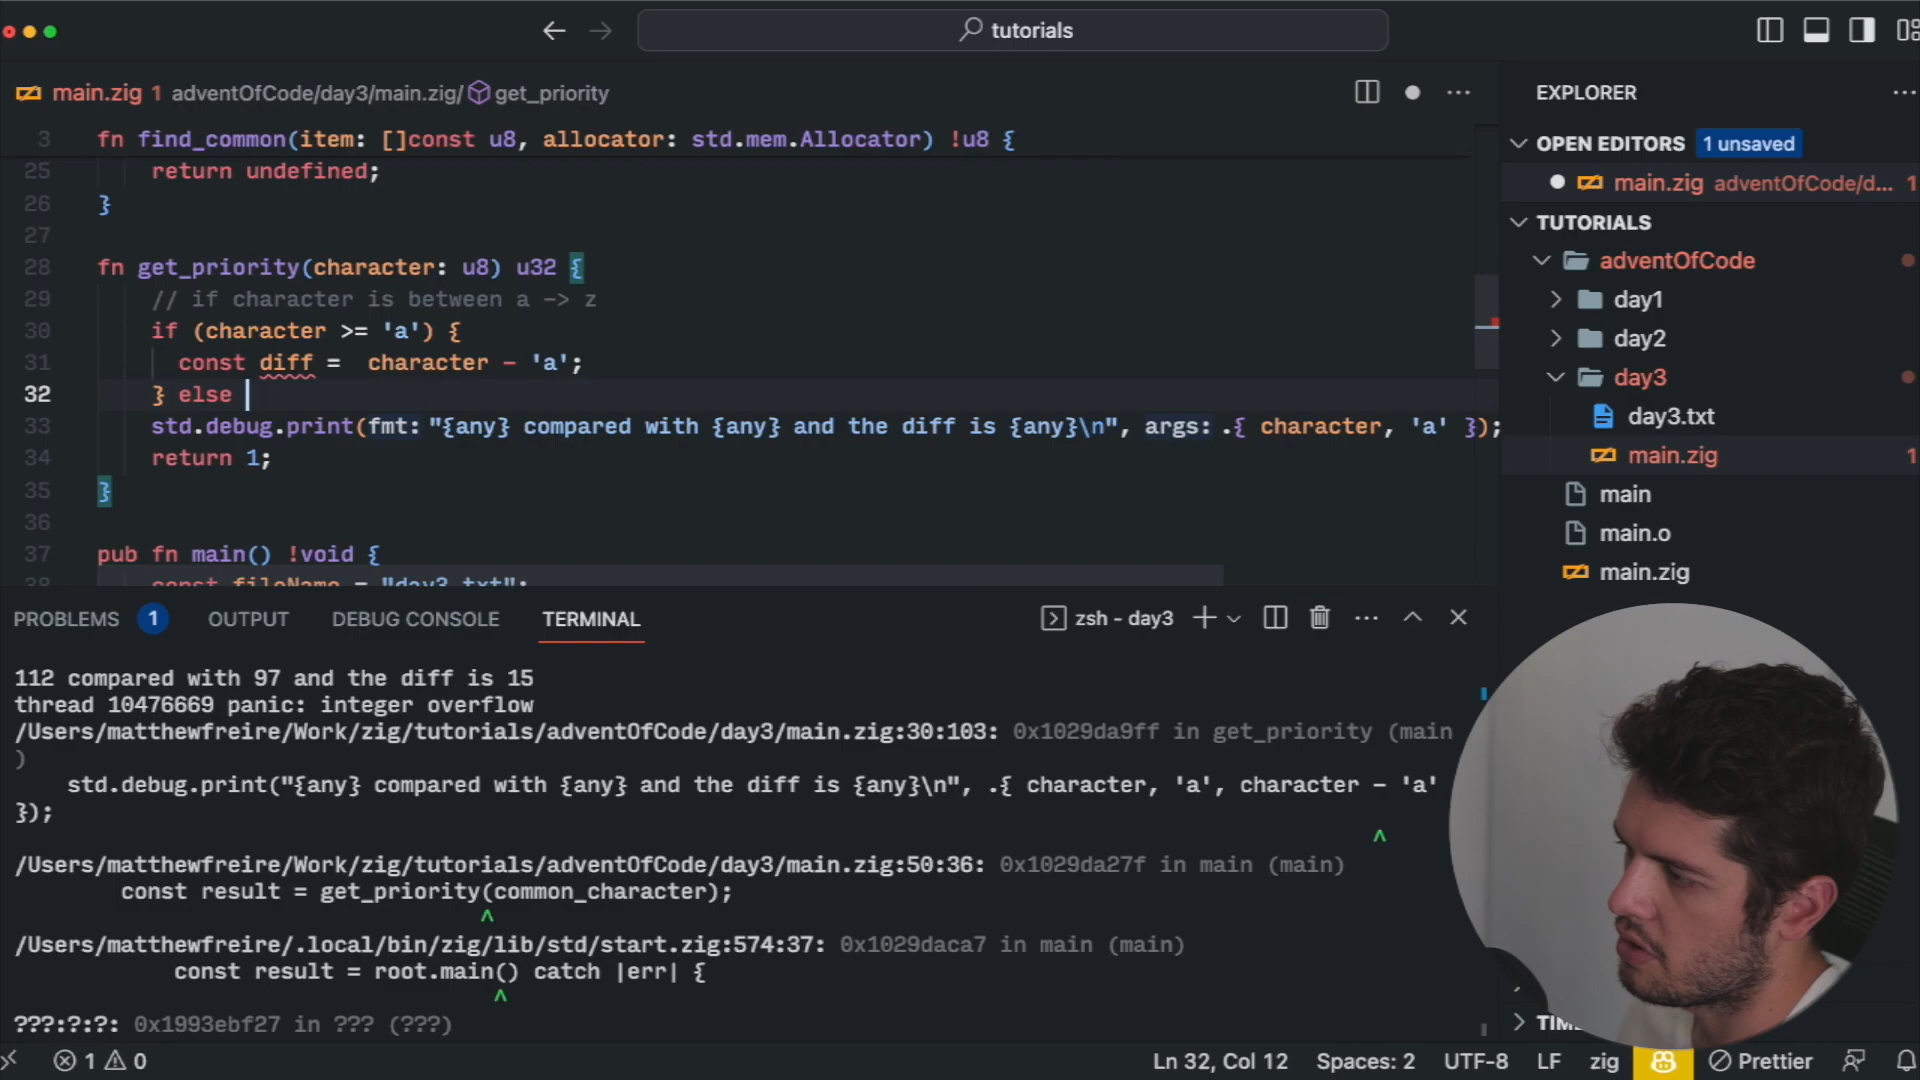 tutorials
main.zig 1 adventOfCode/day3/main.zig/ get_priority
3 fn find_common(item: []const u8, allocator: std.mem.Allocator) !u8 {
25 return undefined;
26 }
27
28 fn get_priority(character: u8) u32 {
29 // if character is between a -> z
30 if (character >= 'a') {
31 const diff =  character - 'a';
32 } else
33 std.debug.print(fmt: "{any} compared with {any} and the diff is {any}\n", args: .{ character, 'a' });
34 return 1;
35 }
36
37 pub fn main() !void {
38 const fileName = "day3.txt";
EXPLORER
OPEN EDITORS 1 unsaved
main.zig adventOfCode/d... 1
TUTORIALS
adventOfCode
day1
day2
day3
day3.txt
main.zig 1
main
main.o
main.zig
PROBLEMS 1 OUTPUT DEBUG CONSOLE TERMINAL zsh - day3
112 compared with 97 and the diff is 15
thread 10476669 panic: integer overflow
/Users/matthewfreire/Work/zig/tutorials/adventOfCode/day3/main.zig:30:103: 0x1029da9ff in get_priority (main
)
std.debug.print("{any} compared with {any} and the diff is {any}\n", .{ character, 'a', character - 'a'
});
^
/Users/matthewfreire/Work/zig/tutorials/adventOfCode/day3/main.zig:50:36: 0x1029da27f in main (main)
const result = get_priority(common_character);
^
/Users/matthewfreire/.local/bin/zig/lib/std/start.zig:574:37: 0x1029daca7 in main (main)
const result = root.main() catch |err| {
^
???:?:?: 0x1993ebf27 in ??? (???)
1 0 Ln 32, Col 12 Spaces: 2 UTF-8 LF zig Prettier